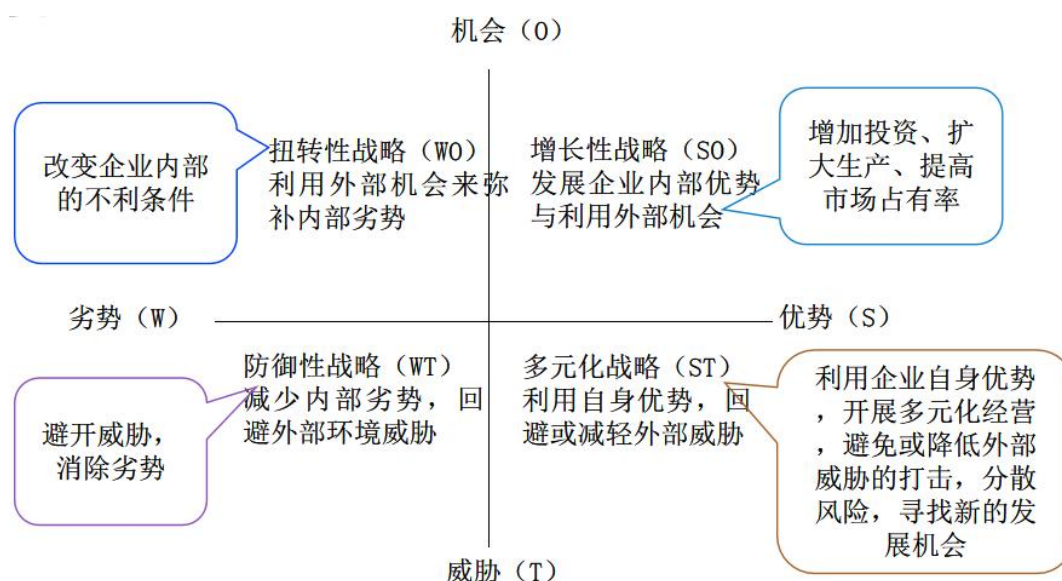 机会（O）
改变企业内部
的不利条件
扭转性战略（WO）
利用外部机会来弥
补内部劣势
增长性战略（SO）
发展企业内部优势
与利用外部机会
增加投资、扩
大生产、提高
市场占有率
劣势（W）
优势（S）
防御性战略（WT）
减少内部劣势，回
避外部环境威胁
避开威胁，
消除劣势
多元化战略（ST）
利用自身优势，回
避或减轻外部威胁
利用企业自身优势
，开展多元化经营
，避免或降低外部
威胁的打击，分散
风险，寻找新的发
展机会
威胁（T）